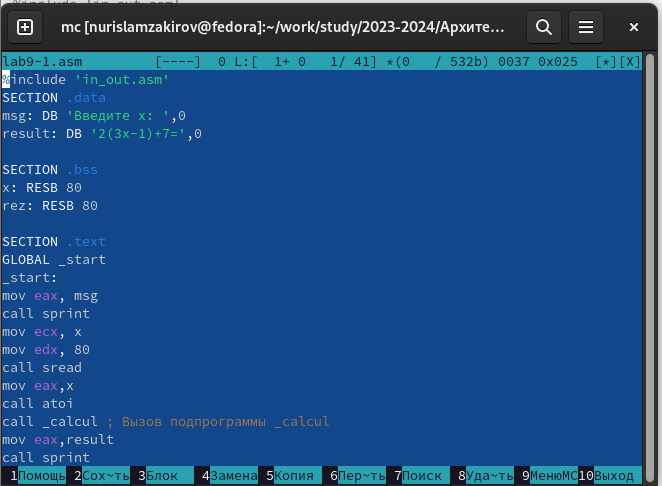 mc [nurislamzakirov@fedora]:~/work/study/2023-2024/Архите...
lab9-1.asm [----] 0 L:[ 1+ 0 1/ 41] *(0 / 532b) 0037 0x025 [*][X]
%include 'in_out.asm'
SECTION .data
msg: DB 'Введите x: ',0
result: DB '2(3x-1)+7=',0
SECTION .bss
x: RESB 80
rez: RESB 80
SECTION .text
GLOBAL _start
_start:
mov eax, msg
call sprint
mov ecx, x
mov edx, 80
call sread
mov eax,x
call atoi
call _calcul ; Вызов подпрограммы _calcul
mov eax,result
call sprint
1Помощь 2Сох~ть 3Блок 4Замена 5Копия 6Пер~ть 7Поиск 8Уда~ть 9МенюMC 10Выход